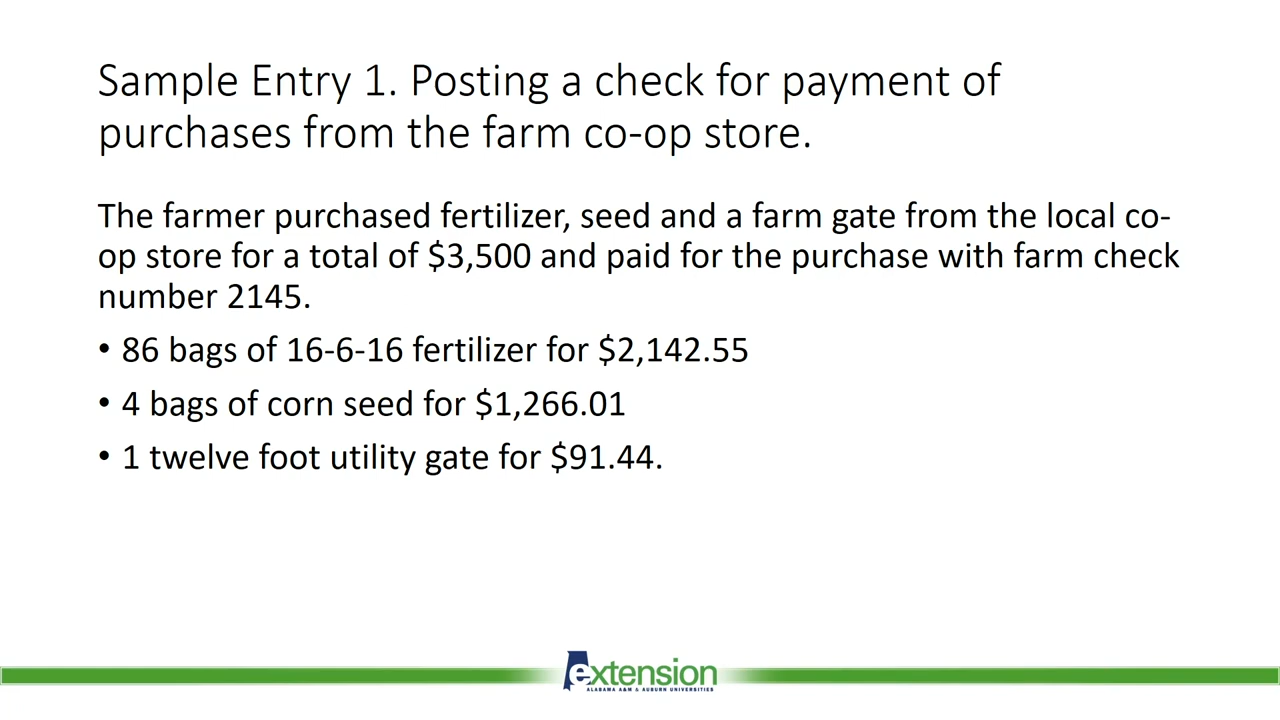 Sample Entry 1. Posting a check for payment of
purchases from the farm co-op store.
The farmer purchased fertilizer, seed and a farm gate from the local co-
op store for a total of $3,500 and paid for the purchase with farm check
number 2145.
• 86 bags of 16-6-16 fertilizer for $2,142.55
• 4 bags of corn seed for $1,266.01
• 1 twelve foot utility gate for $91.44.
extension
ALABAMA A&M & AUBURN UNIVERSITIES